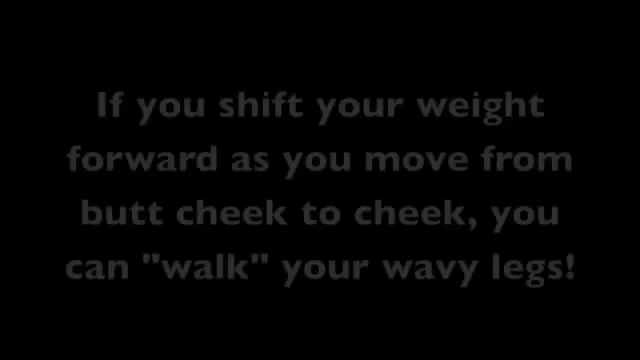 If you shift your weight
forward as you move from
butt cheek to cheek, you
can "walk" your wavy legs!